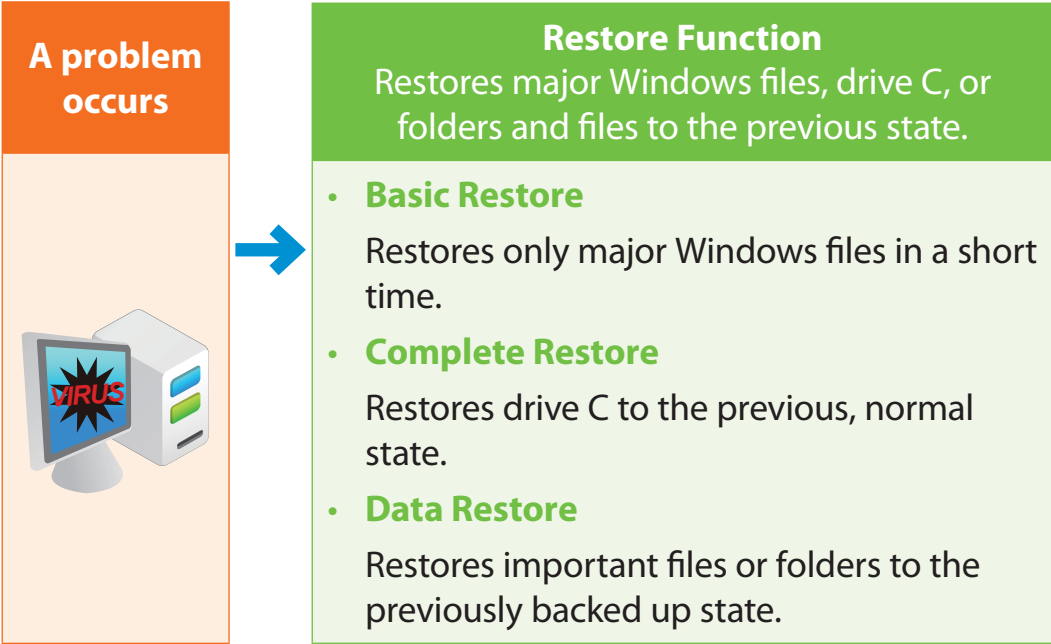 A problem
occurs
VIRUS
Restore Function
Restores major Windows files, drive C, or
folders and files to the previous state.
• Basic Restore
Restores only major Windows files in a short
time.
• Complete Restore
Restores drive C to the previous, normal
state.
• Data Restore
Restores important files or folders to the
previously backed up state.